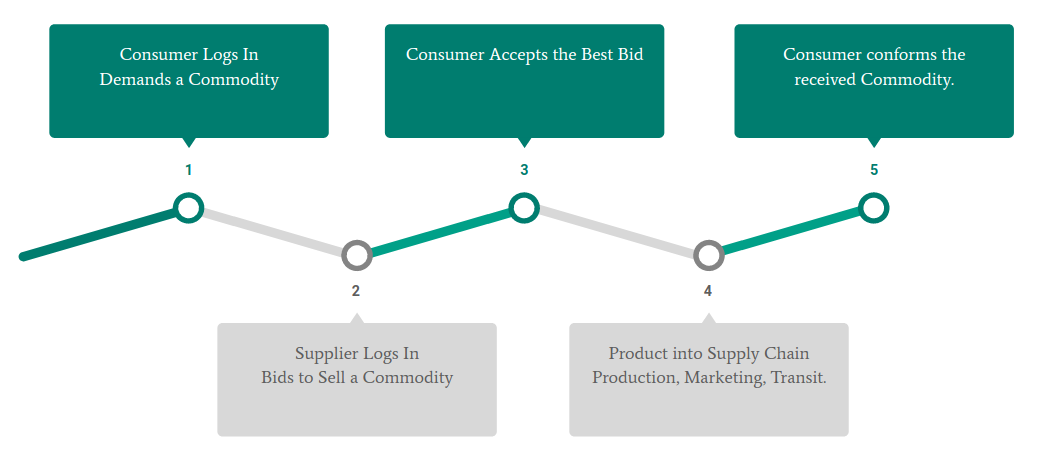 Consumer Logs In
Demands a Commodity
1
Supplier Logs In
Bids to Sell a Commodity
2
Consumer Accepts the Best Bid
3
Product into Supply Chain
Production, Marketing, Transit.
4
Consumer conforms the
received Commodity.
5